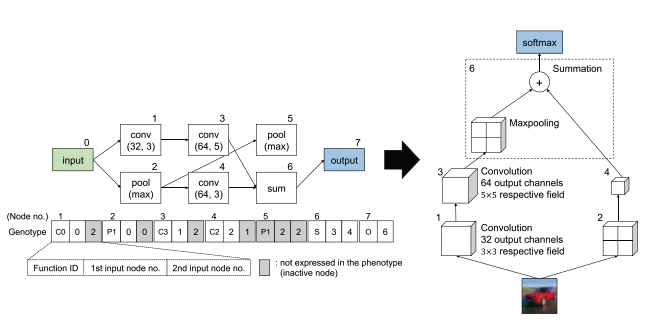 softmax
6
Summation
+
Maxpooling
0
1
3
5
7
input
conv
(32, 3)
conv
(64, 5)
pool
(max)
output
2
4
6
pool
(max)
conv
(64, 3)
sum
3
Convolution
64 output channels
5×5 respective field
4
1
Convolution
32 output channels
3×3 respective field
2
(Node no.) 1 2 3 4 5 6 7
Genotype C0 0 2 P1 0 0 C3 1 2 C2 2 1 P1 2 2 S 3 4 O 6
Function ID 1st input node no. 2nd input node no.
: not expressed in the phenotype
(inactive node)